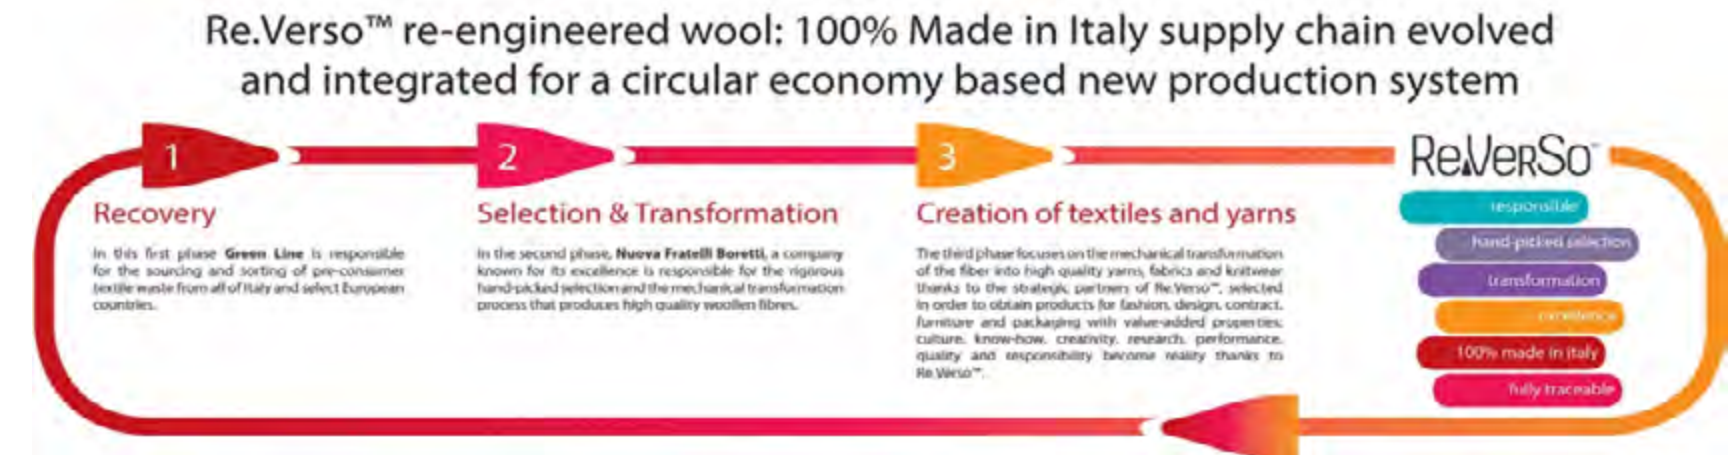 Re.Verso™ re-engineered wool: 100% Made in Italy supply chain evolved
and integrated for a circular economy based new production system
1
Recovery
In this first phase Green Line is responsible
for the sourcing and sorting of pre-consumer
textile waste from all of Italy and select European
countries.
2
Selection & Transformation
In the second phase, Nuova Fratelli Boretti, a company
known for its excellence is responsible for the rigorous
hand-picked selection and the mechanical transformation
process that produces high quality woollen fibres.
3
Creation of textiles and yarns
The third phase focuses on the mechanical transformation
of the fiber into high quality yarns, fabrics and knitwear
thanks to the strategic partners of Re.Verso™, selected
in order to obtain products for fashion, design, contract,
furniture and packaging with value-added properties:
culture, know-how, creativity, research, performance,
quality and responsibility become reality thanks to
Re.Verso™.
ReVerSo™
responsible
hand-picked selection
transformation
excellence
100% made in italy
fully traceable